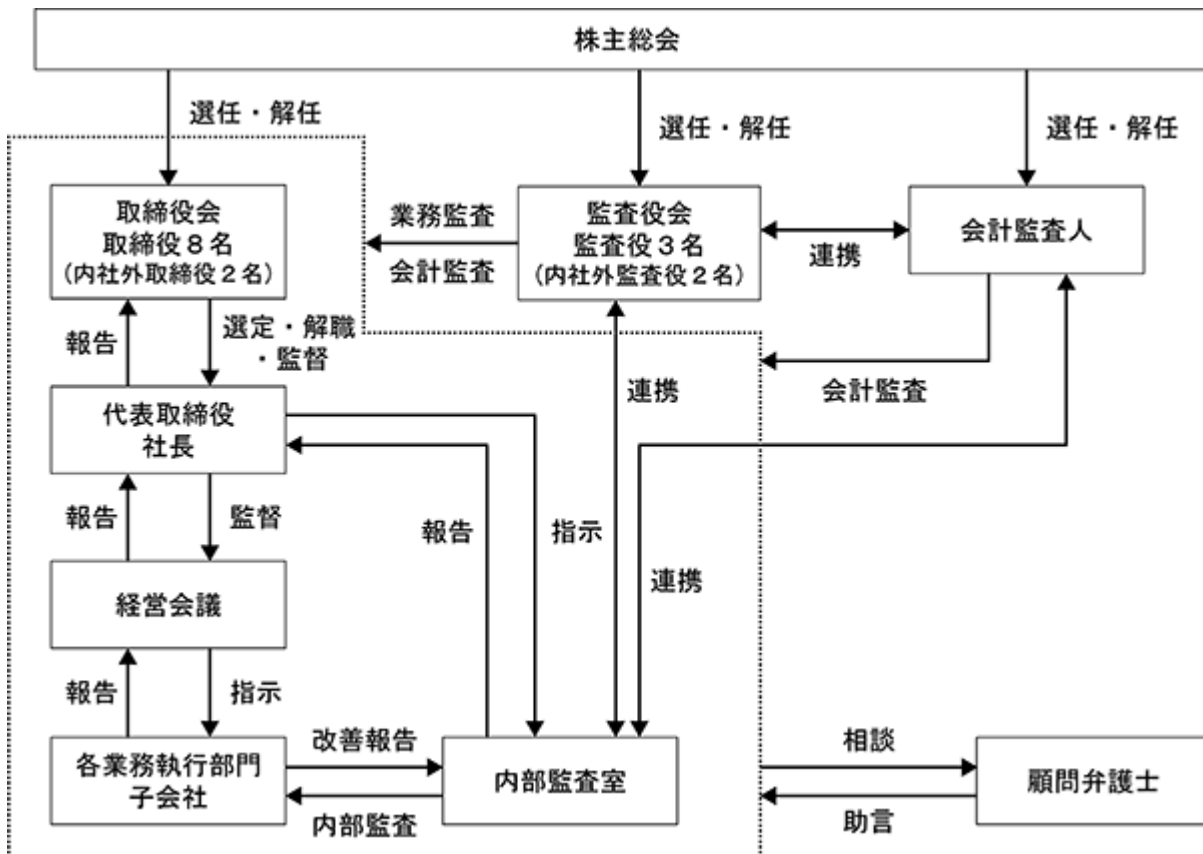 株主総会
選任・解任
選任・解任
選任・解任
取締役会
取締役８名
（内社外取締役２名）
業務監査
会計監査
監査役会
監査役３名
（内社外監査役２名）
連携
会計監査人
報告
選定・解職
・監督
連携
会計監査
代表取締役
社長
報告
監督
報告
指示
連携
経営会議
報告
指示
各業務執行部門
子会社
改善報告
内部監査
内部監査室
相談
助言
顧問弁護士